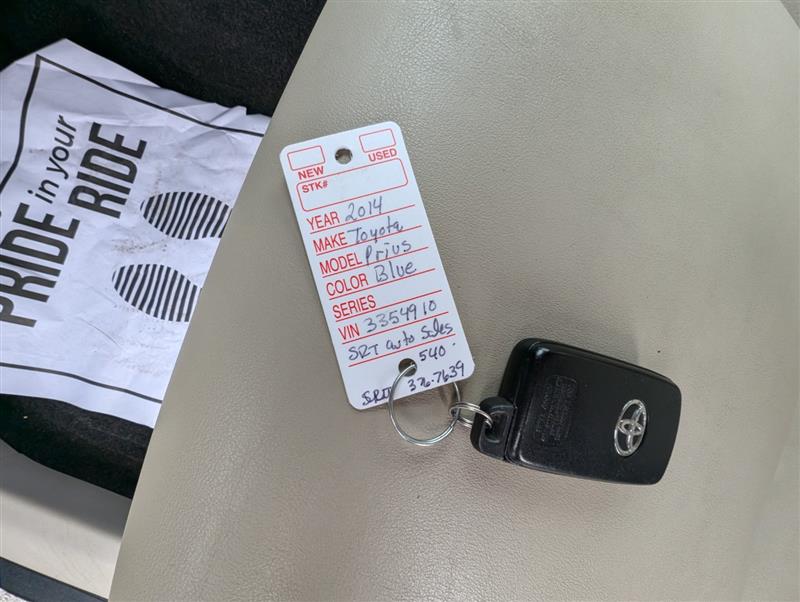 PRIDE
in your
RIDE
NEW
USED
STK#
YEAR 2014
MAKE Toyota
MODEL Prius
COLOR Blue
SERIES
VIN 3354910
SRT auto Sales
540.
376.7639